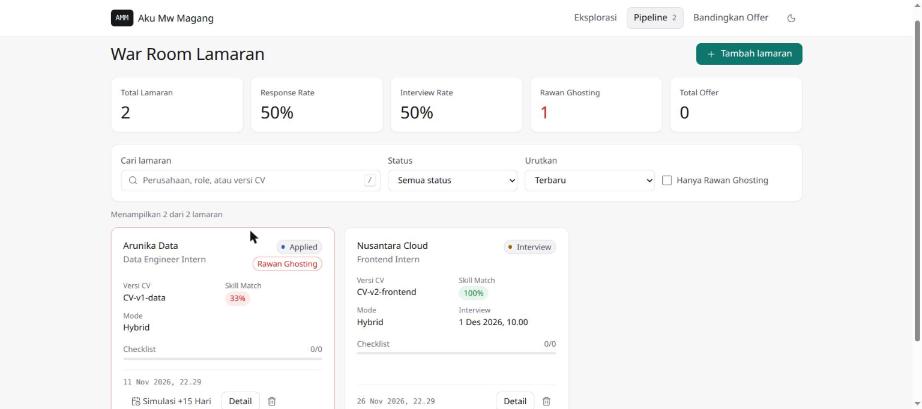 AMM Aku Mw Magang Eksplorasi Pipeline 2 Bandingkan Offer
War Room Lamaran + Tambah lamaran
Total Lamaran Response Rate Interview Rate Rawan Ghosting Total Offer
2 50% 50% 1 0
Cari lamaran Status Urutkan
Perusahaan, role, atau versi CV / Semua status Terbaru Hanya Rawan Ghosting
Menampilkan 2 dari 2 lamaran
Arunika Data Applied
Data Engineer Intern Rawan Ghosting
Versi CV Skill Match
CV-v1-data 33%
Mode
Hybrid
Checklist 0/0
11 Nov 2026, 22.29
Simulasi +15 Hari Detail
Nusantara Cloud Interview
Frontend Intern
Versi CV Skill Match
CV-v2-frontend 100%
Mode Interview
Hybrid 1 Des 2026, 10.00
Checklist 0/0
26 Nov 2026, 22.29 Detail